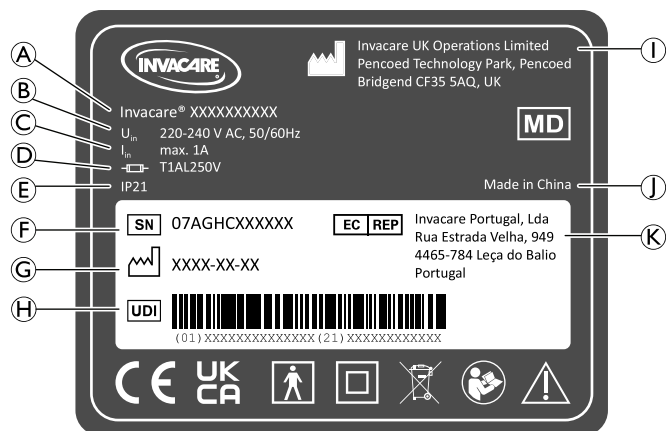 A
B
C
D
E
F
G
H
I
J
K
INVACARE
Invacare UK Operations Limited
Pencoed Technology Park, Pencoed
Bridgend CF35 5AQ, UK
Invacare® XXXXXXXXXX
Uin 220-240 V AC, 50/60Hz
Iin max. 1A
T1AL250V
IP21
MD
Made in China
SN 07AGHCXXXXXX
XXXX-XX-XX
UDI
(01)XXXXXXXXXXXXXX(21)XXXXXXXXXXXX
EC REP
Invacare Portugal, Lda
Rua Estrada Velha, 949
4465-784 Leça do Balio
Portugal
CE
UK
CA